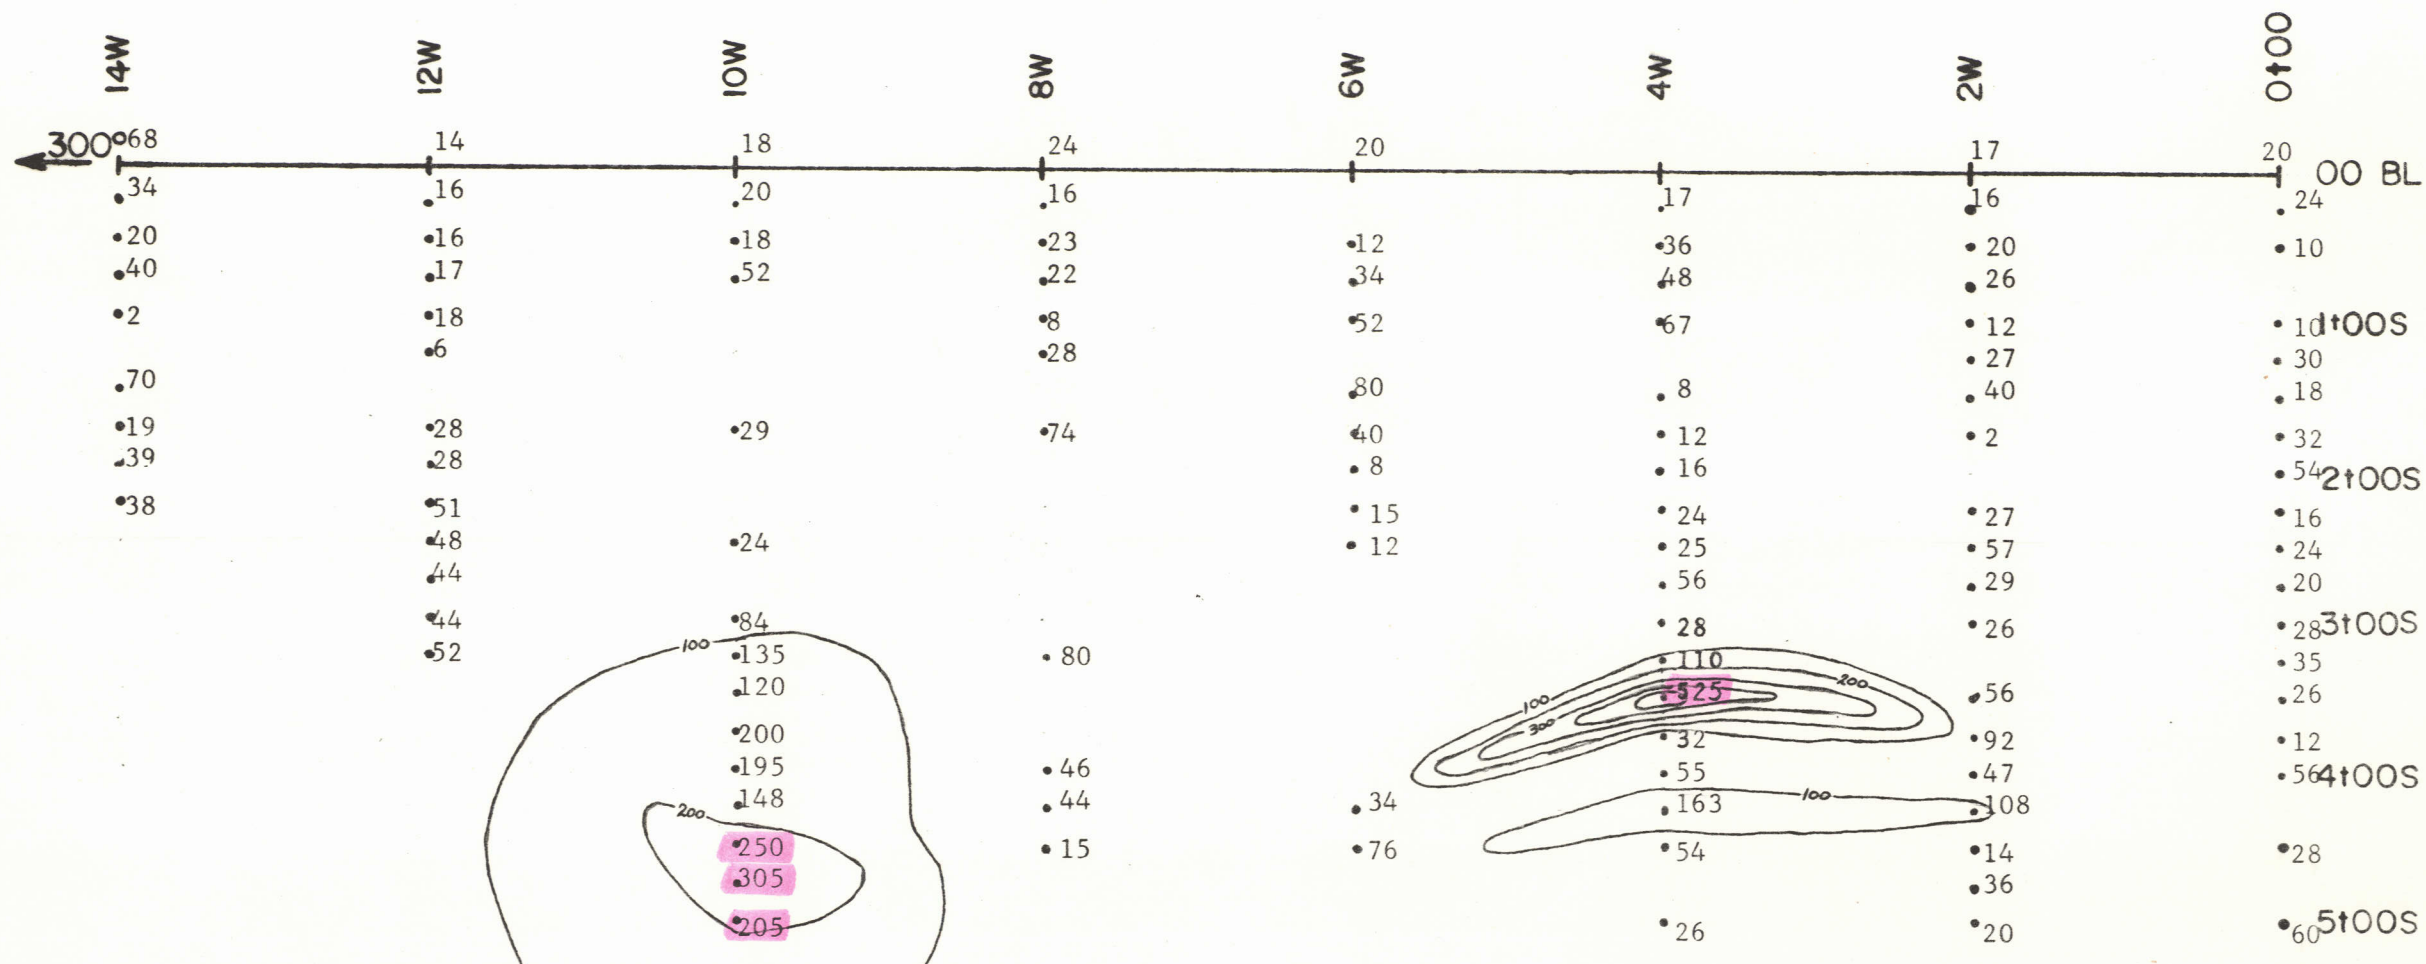 14W 12W 10W 8W 6W 4W 2W 0+00
300° 68 14 18 24 20 17 20 00 BL
34 16 20 16 17 16 24
20 16 18 23 12 36 20 10
40 17 52 22 34 48 26
2 18 8 52 67 12 10 1+00S
6 28 27 30
70 80 8 40 18
19 28 29 74 40 12 2 32
39 28 8 16 54 2+00S
38 51 15 24 27 16
48 24 12 25 57 24
44 56 29 20
44 84 28 26 28 3+00S
100
52 135 80 110 35
120 100 525 200 56 26
200 300 32 92 12
195 46 55 47 56 4+00S
148 44 34 163 100 108
200
250 15 76 54 14 28
305 36
205 26 20 60 5+00S